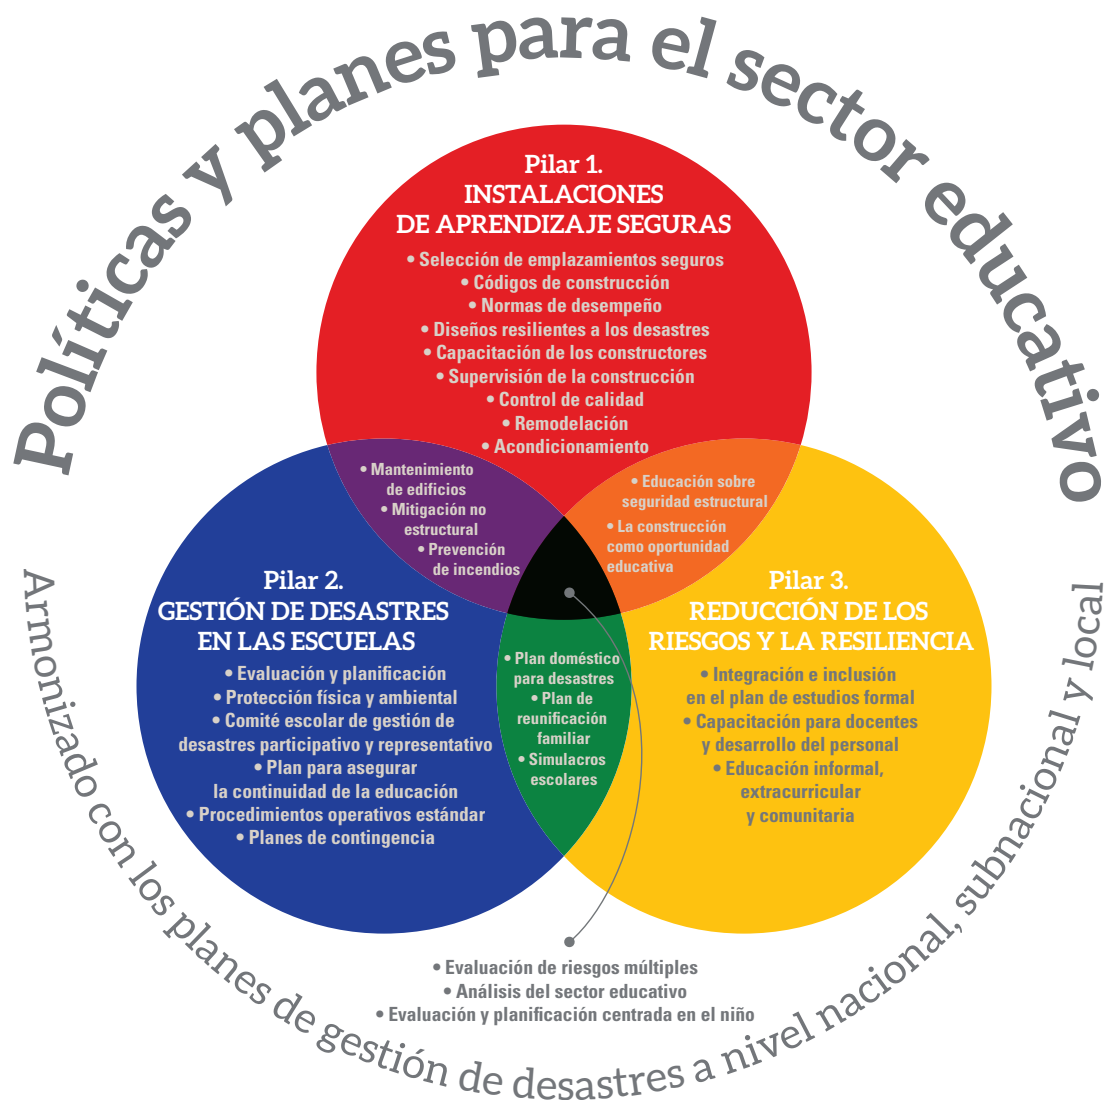 Políticas y planes para el sector educativo
Pilar 1.
INSTALACIONES
DE APRENDIZAJE SEGURAS
• Selección de emplazamientos seguros
• Códigos de construcción
• Normas de desempeño
• Diseños resilientes a los desastres
• Capacitación de los constructores
• Supervisión de la construcción
• Control de calidad
• Remodelación
• Acondicionamiento
• Mantenimiento
de edificios
• Mitigación no
estructural
• Prevención
de incendios
• Educación sobre
seguridad estructural
• La construcción
como oportunidad
educativa
Pilar 2.
GESTIÓN DE DESASTRES
EN LAS ESCUELAS
• Evaluación y planificación
• Protección física y ambiental
• Comité escolar de gestión de
desastres participativo y representativo
• Plan para asegurar
la continuidad de la educación
• Procedimientos operativos estándar
• Planes de contingencia
• Plan doméstico
para desastres
• Plan de
reunificación
familiar
• Simulacros
escolares
Pilar 3.
REDUCCIÓN DE LOS
RIESGOS Y LA RESILIENCIA
• Integración e inclusión
en el plan de estudios formal
• Capacitación para docentes
y desarrollo del personal
• Educación informal,
extracurricular
y comunitaria
• Evaluación de riesgos múltiples
• Análisis del sector educativo
• Evaluación y planificación centrada en el niño
Armonizado con los planes de gestión de desastres a nivel nacional, subnacional y local